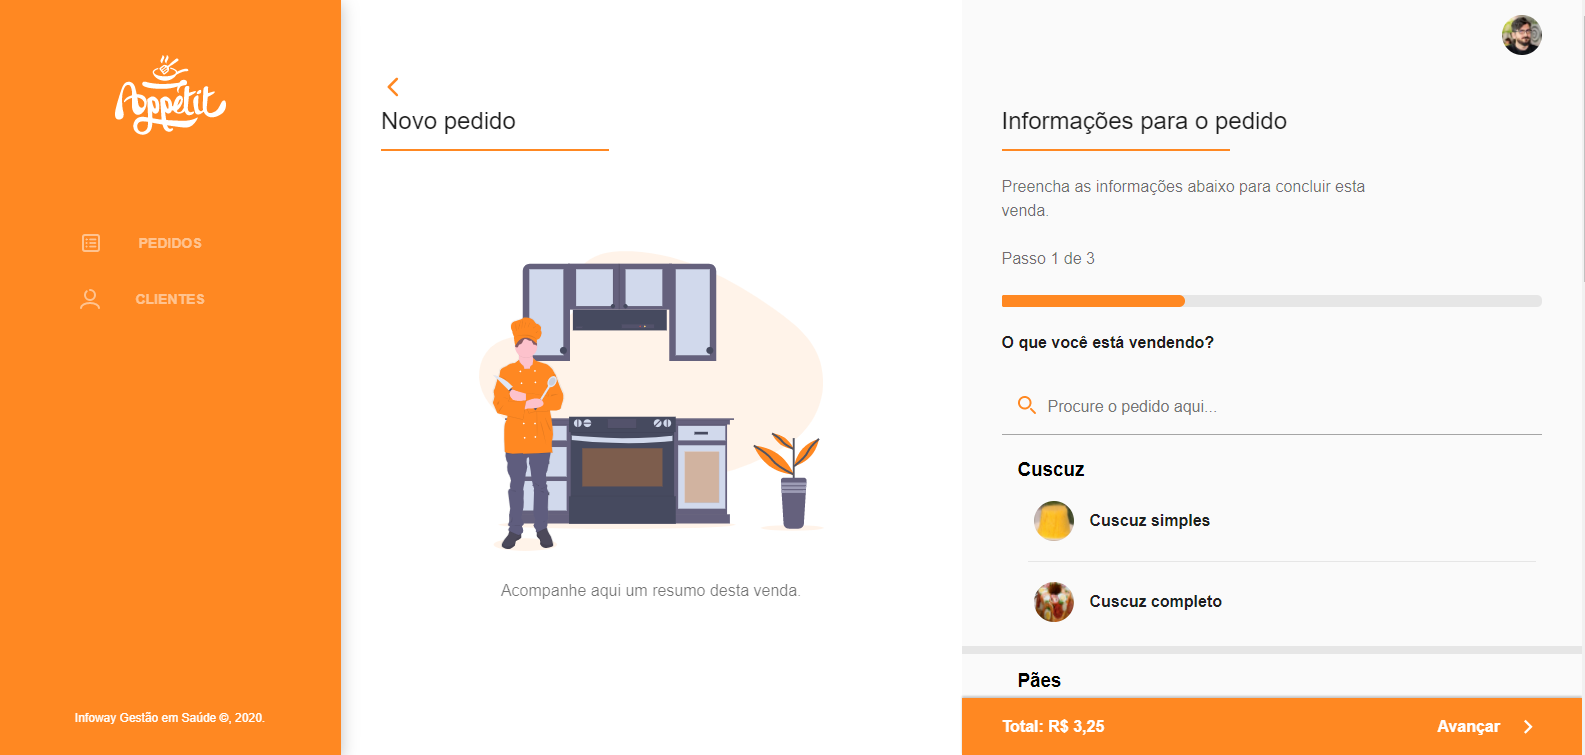 Appétit
PEDIDOS
CLIENTES
Infoway Gestão em Saúde ©, 2020.
Novo pedido
Acompanhe aqui um resumo desta venda.
Informações para o pedido
Preencha as informações abaixo para concluir esta
venda.
Passo 1 de 3
O que você está vendendo?
Procure o pedido aqui...
Cuscuz
Cuscuz simples
Cuscuz completo
Pães
Total: R$ 3,25
Avançar